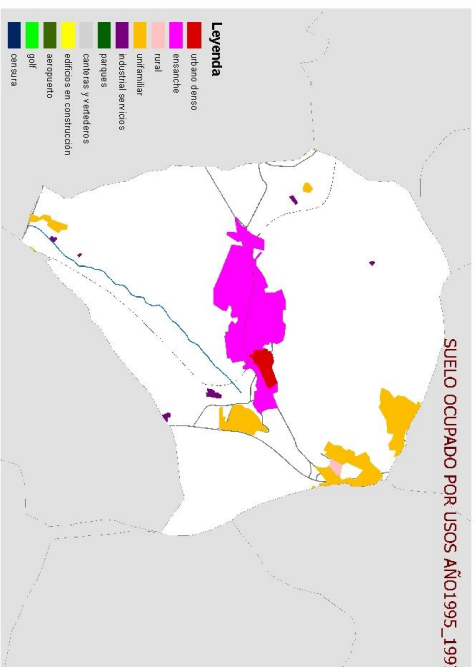 SUELO OCUPADO POR USOS AÑO1995_199
Leyenda
urbano denso
ensanche
rural
unifamiliar
industrial servicios
parques
canteras y vertederos
edificios en construcción
aeropuerto
golf
censura